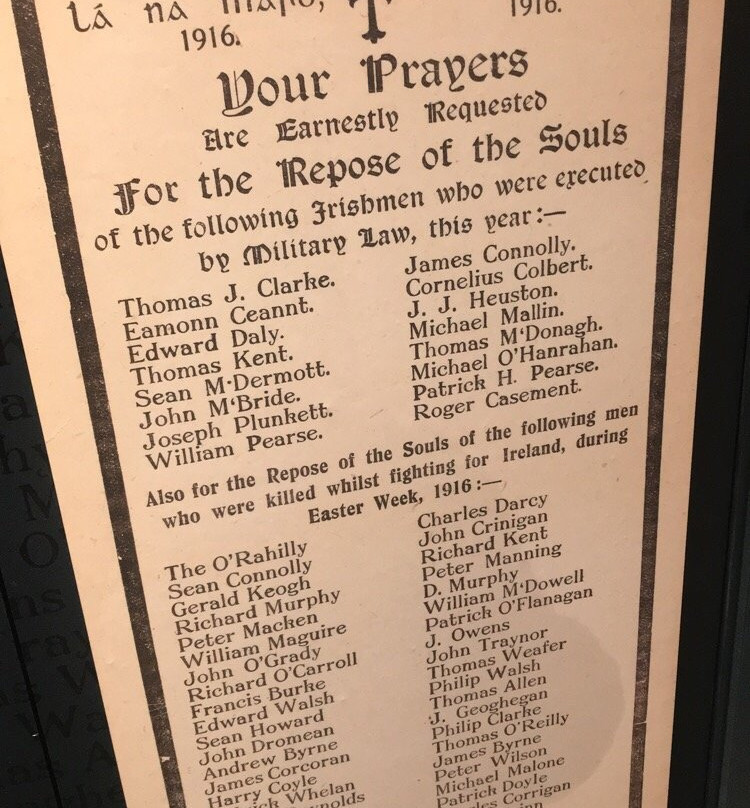 Lá na
1916.
1916.
Your Prayers
Are Earnestly Requested
For the Repose of the Souls
of the following Irishmen who were executed
by Military Law, this year:—
Thomas J. Clarke.
Eamonn Ceannt.
Edward Daly.
Thomas Kent.
Sean M·Dermott.
John M'Bride.
Joseph Plunkett.
William Pearse.
James Connolly.
Cornelius Colbert.
J. J. Heuston.
Michael Mallin.
Thomas M'Donagh.
Michael O'Hanrahan.
Patrick H. Pearse.
Roger Casement.
Also for the Repose of the Souls of the following men
who were killed whilst fighting for Ireland, during
Easter Week, 1916:—
The O'Rahilly
Sean Connolly
Gerald Keogh
Richard Murphy
Peter Macken
William Maguire
John O'Grady
Richard O'Carroll
Francis Burke
Edward Walsh
Sean Howard
John Dromean
Andrew Byrne
James Corcoran
Harry Coyle
Whelan
Charles Darcy
John Crinigan
Richard Kent
Peter Manning
D. Murphy
William M'Dowell
Patrick O'Flanagan
J. Owens
John Traynor
Thomas Weafer
Philip Walsh
Thomas Allen
J. Geoghegan
Philip Clarke
Thomas O'Reilly
James Byrne
Peter Wilson
Michael Malone
Patrick Doyle
Corrigan